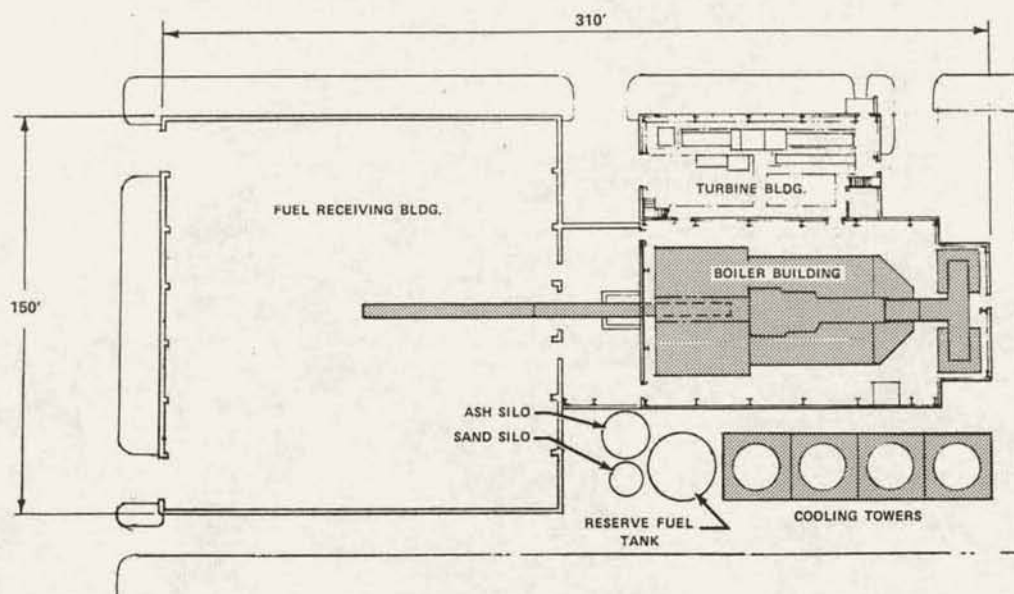 310'
150'
FUEL RECEIVING BLDG.
TURBINE BLDG.
BOILER BUILDING
ASH SILO
SAND SILO
RESERVE FUEL
TANK
COOLING TOWERS